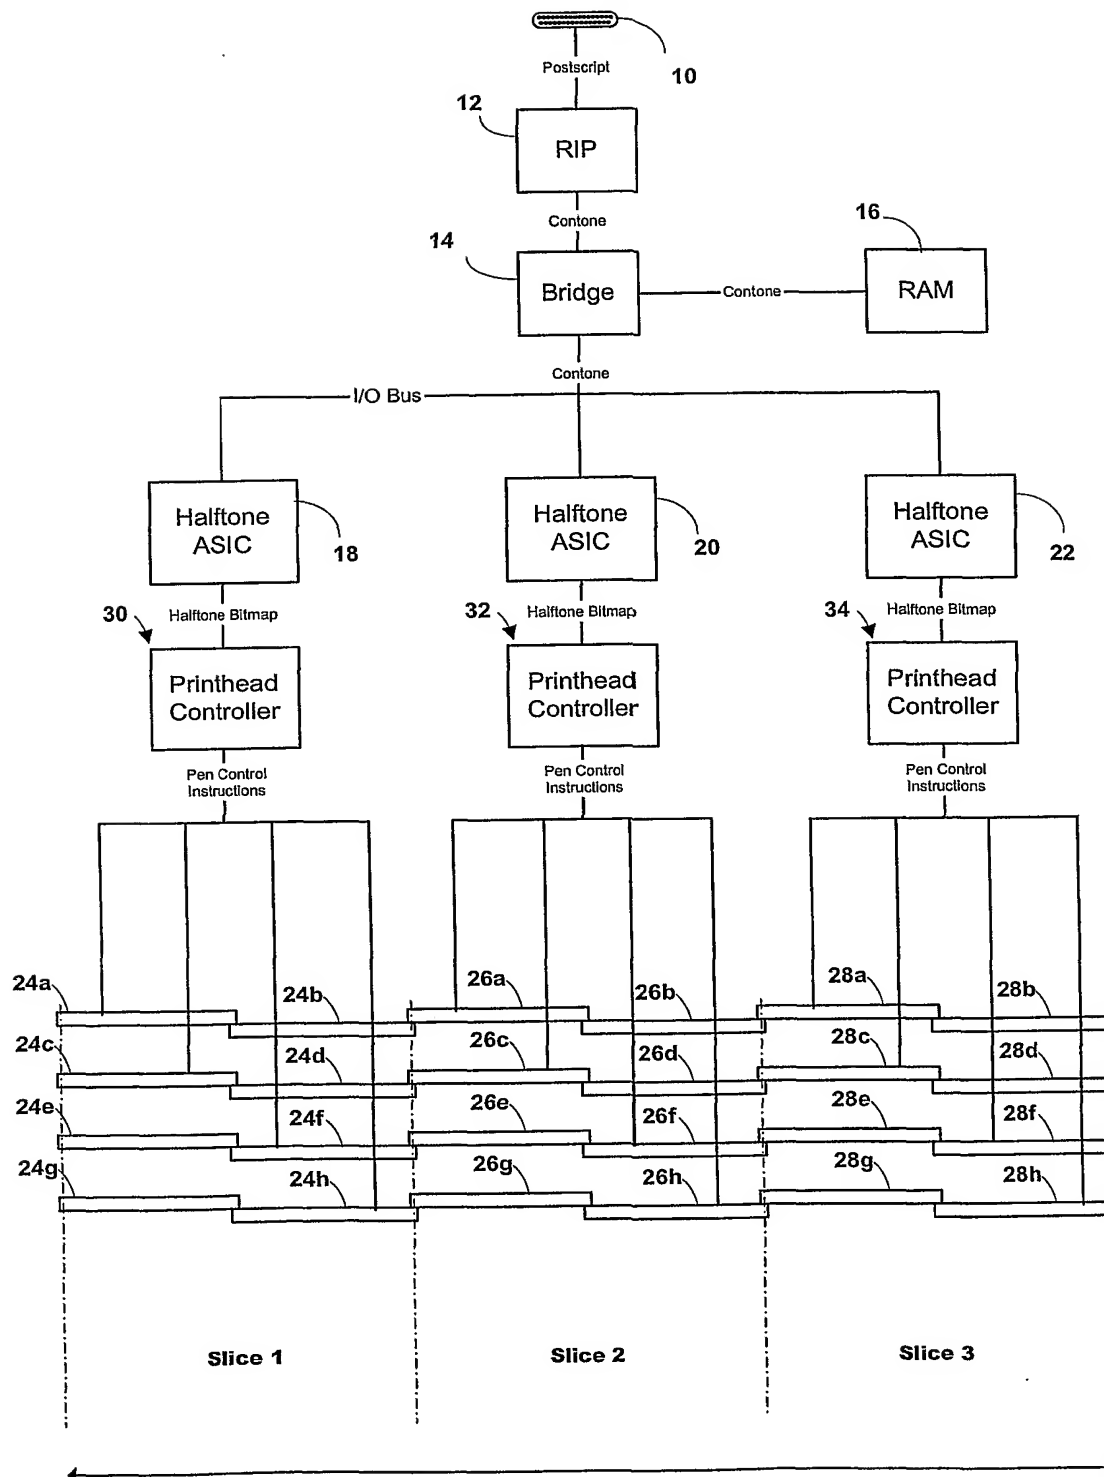 10
Postscript
12
RIP
Contone
14
16
Bridge
Contone
RAM
Contone
I/O Bus
Halftone
ASIC
18
Halftone
ASIC
20
Halftone
ASIC
22
30
Halftone Bitmap
32
Halftone Bitmap
34
Halftone Bitmap
Printhead
Controller
Printhead
Controller
Printhead
Controller
Pen Control
Instructions
Pen Control
Instructions
Pen Control
Instructions
24a
24b
26a
26b
28a
28b
24c
24d
26c
26d
28c
28d
24e
24f
26e
26f
28e
28f
24g
24h
26g
26h
28g
28h
Slice 1
Slice 2
Slice 3